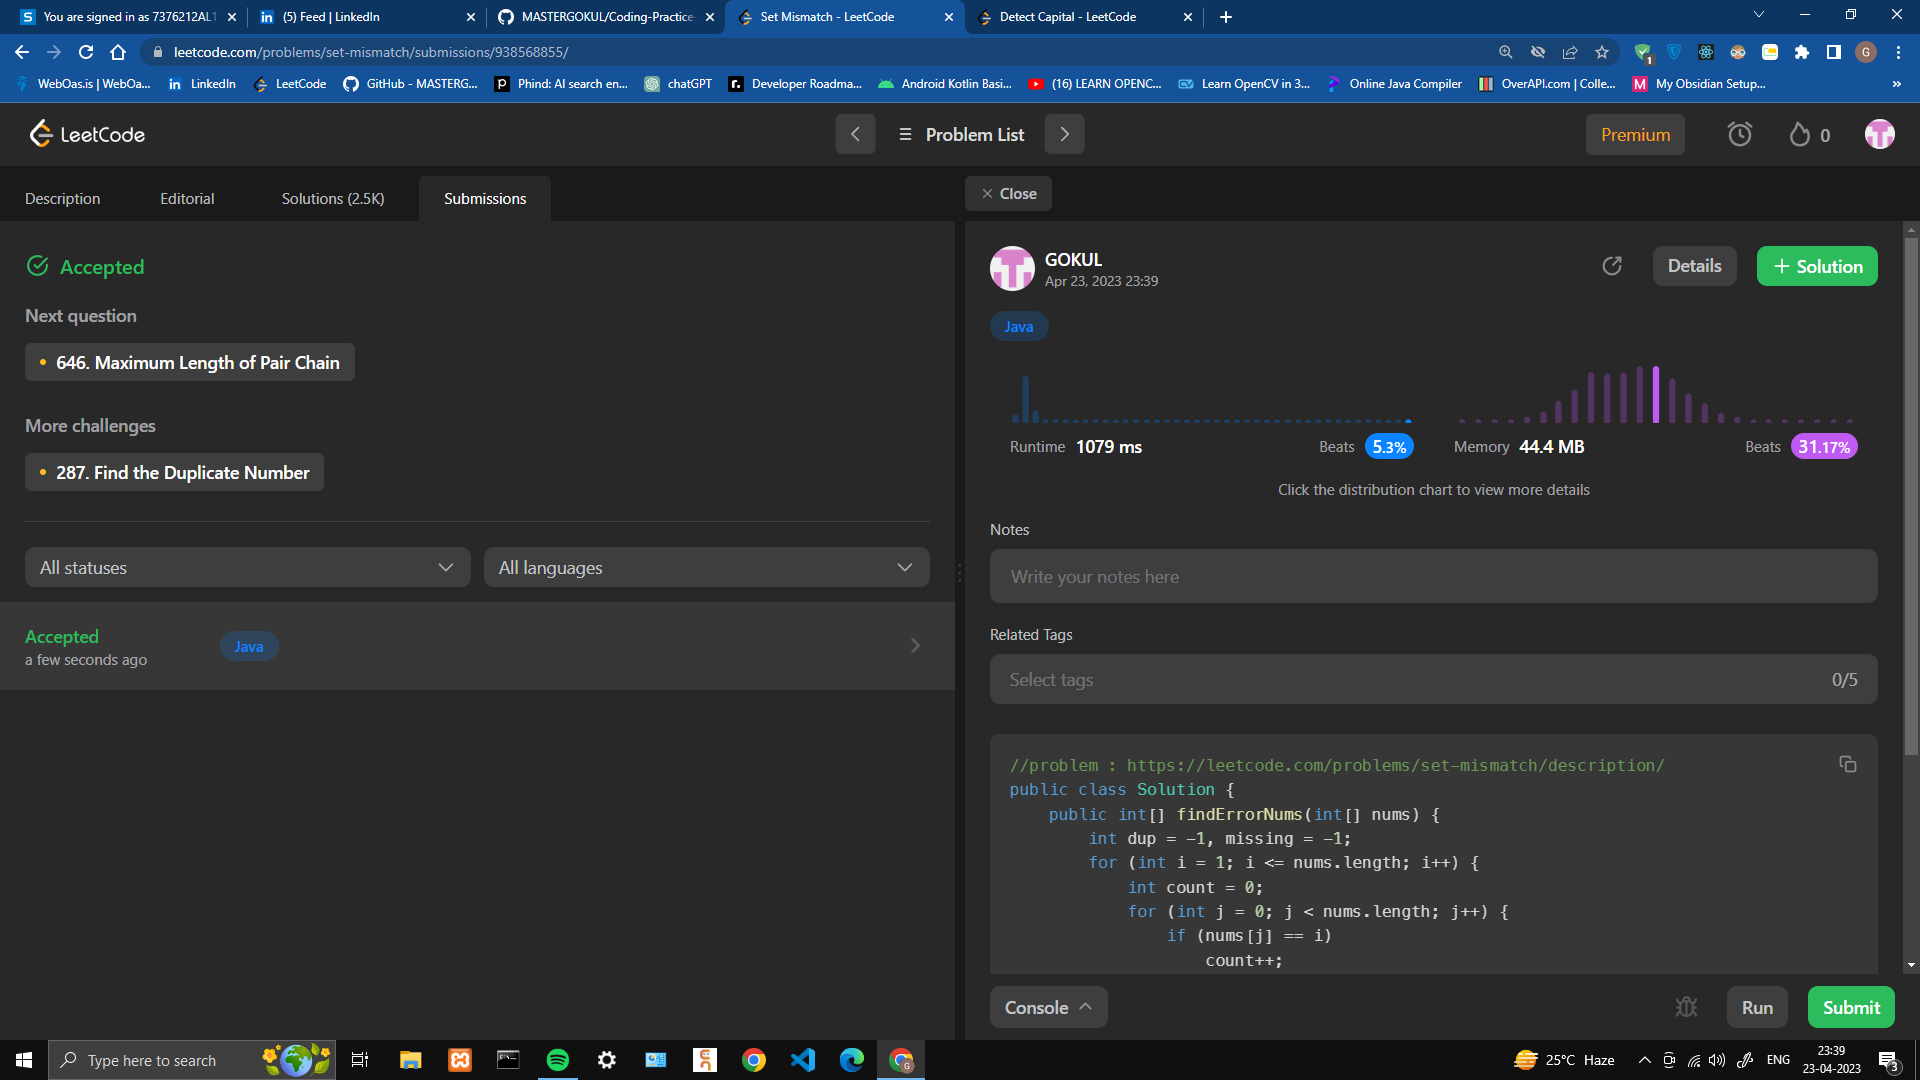 You are signed in as 7376212AL1
(5) Feed | LinkedIn
MASTERGOKUL/Coding-Practice-
Set Mismatch - LeetCode
Detect Capital - LeetCode
leetcode.com/problems/set-mismatch/submissions/938568855/
WebOas.is | WebOa...
LinkedIn
LeetCode
GitHub - MASTERG...
Phind: AI search en...
chatGPT
Developer Roadma...
Android Kotlin Basi...
(16) LEARN OPENC...
Learn OpenCV in 3...
Online Java Compiler
OverAPI.com | Colle...
My Obsidian Setup...
LeetCode
Problem List
Premium
0
Description
Editorial
Solutions (2.5K)
Submissions
Close
Accepted
Next question
646. Maximum Length of Pair Chain
More challenges
287. Find the Duplicate Number
All statuses
All languages
Accepted
a few seconds ago
Java
GOKUL
Apr 23, 2023 23:39
Details
+ Solution
Java
Runtime 1079 ms
Beats 5.3%
Memory 44.4 MB
Beats 31.17%
Click the distribution chart to view more details
Notes
Write your notes here
Related Tags
Select tags
0/5
//problem : https://leetcode.com/problems/set-mismatch/description/
public class Solution {
public int[] findErrorNums(int[] nums) {
int dup = -1, missing = -1;
for (int i = 1; i <= nums.length; i++) {
int count = 0;
for (int j = 0; j < nums.length; j++) {
if (nums[j] == i)
count++;
Console
Run
Submit
Type here to search
25°C Haze
ENG
23:39
23-04-2023
3